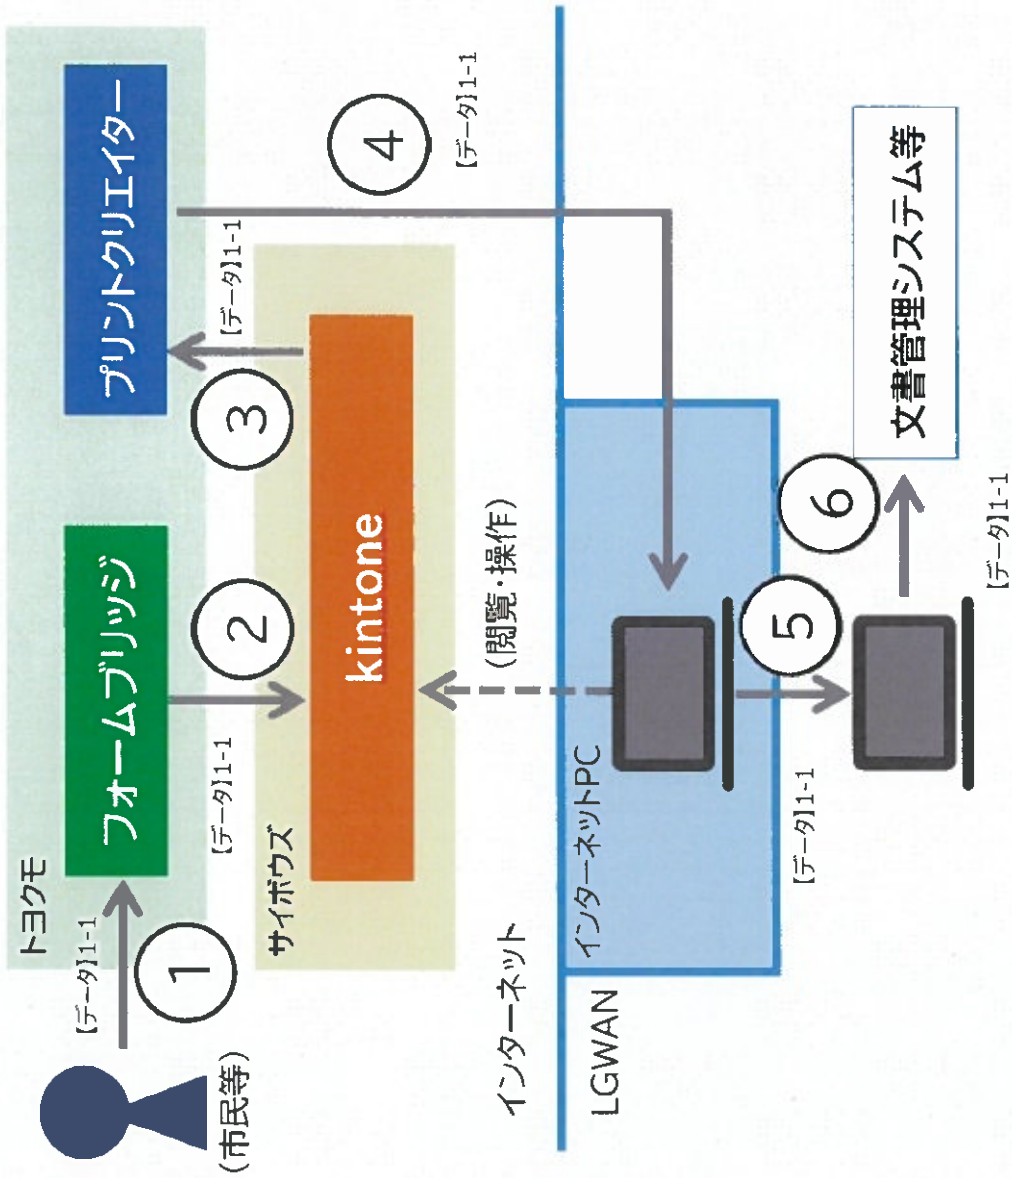 トヨクモ
【データ】1-1
①
(市民等)
フォームブリッジ
プリントクリエイター
【データ】1-1
②
③
【データ】1-1
④
【データ】1-1
サイボウズ
kintone
(閲覧・操作)
インターネット
LGWAN
インターネットPC
⑤
【データ】1-1
⑥
【データ】1-1
文書管理システム等